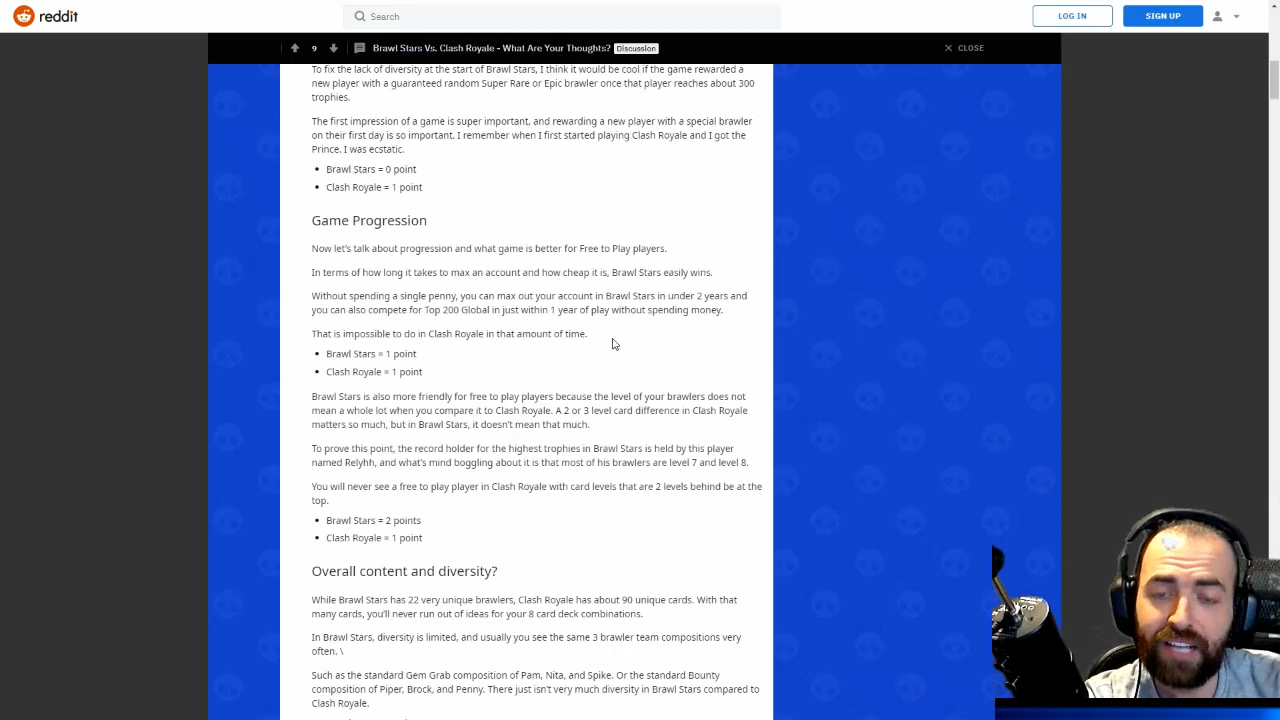 reddit
Search
LOG IN
SIGN UP
9
Brawl Stars Vs. Clash Royale - What Are Your Thoughts?
Discussion
CLOSE
To fix the lack of diversity at the start of Brawl Stars, I think it would be cool if the game rewarded a
new player with a guaranteed random Super Rare or Epic brawler once that player reaches about 300
trophies.
The first impression of a game is super important, and rewarding a new player with a special brawler
on their first day is so important. I remember when I first started playing Clash Royale and I got the
Prince. I was ecstatic.
• Brawl Stars = 0 point
• Clash Royale = 1 point
Game Progression
Now let's talk about progression and what game is better for Free to Play players.
In terms of how long it takes to max an account and how cheap it is, Brawl Stars easily wins.
Without spending a single penny, you can max out your account in Brawl Stars in under 2 years and
you can also compete for Top 200 Global in just within 1 year of play without spending money.
That is impossible to do in Clash Royale in that amount of time.
• Brawl Stars = 1 point
• Clash Royale = 1 point
Brawl Stars is also more friendly for free to play players because the level of your brawlers does not
mean a whole lot when you compare it to Clash Royale. A 2 or 3 level card difference in Clash Royale
matters so much, but in Brawl Stars, it doesn't mean that much.
To prove this point, the record holder for the highest trophies in Brawl Stars is held by this player
named Relyhh, and what's mind boggling about it is that most of his brawlers are level 7 and level 8.
You will never see a free to play player in Clash Royale with card levels that are 2 levels behind be at the
top.
• Brawl Stars = 2 points
• Clash Royale = 1 point
Overall content and diversity?
While Brawl Stars has 22 very unique brawlers, Clash Royale has about 90 unique cards. With that
many cards, you'll never run out of ideas for your 8 card deck combinations.
In Brawl Stars, diversity is limited, and usually you see the same 3 brawler team compositions very
often. \
Such as the standard Gem Grab composition of Pam, Nita, and Spike. Or the standard Bounty
composition of Piper, Brock, and Penny. There just isn't very much diversity in Brawl Stars compared to
Clash Royale.